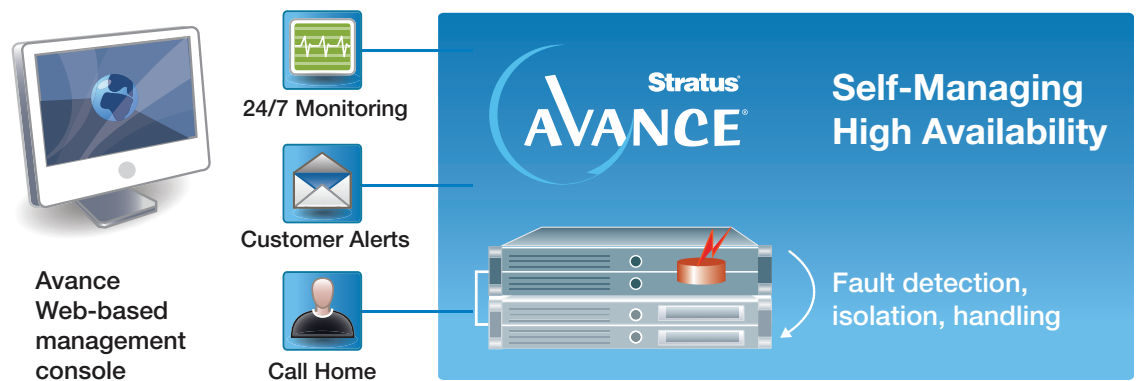 Avance
Web-based
management
console
24/7 Monitoring
Customer Alerts
Call Home
Stratus®
AVANCE®
Self-Managing
High Availability
Fault detection,
isolation, handling